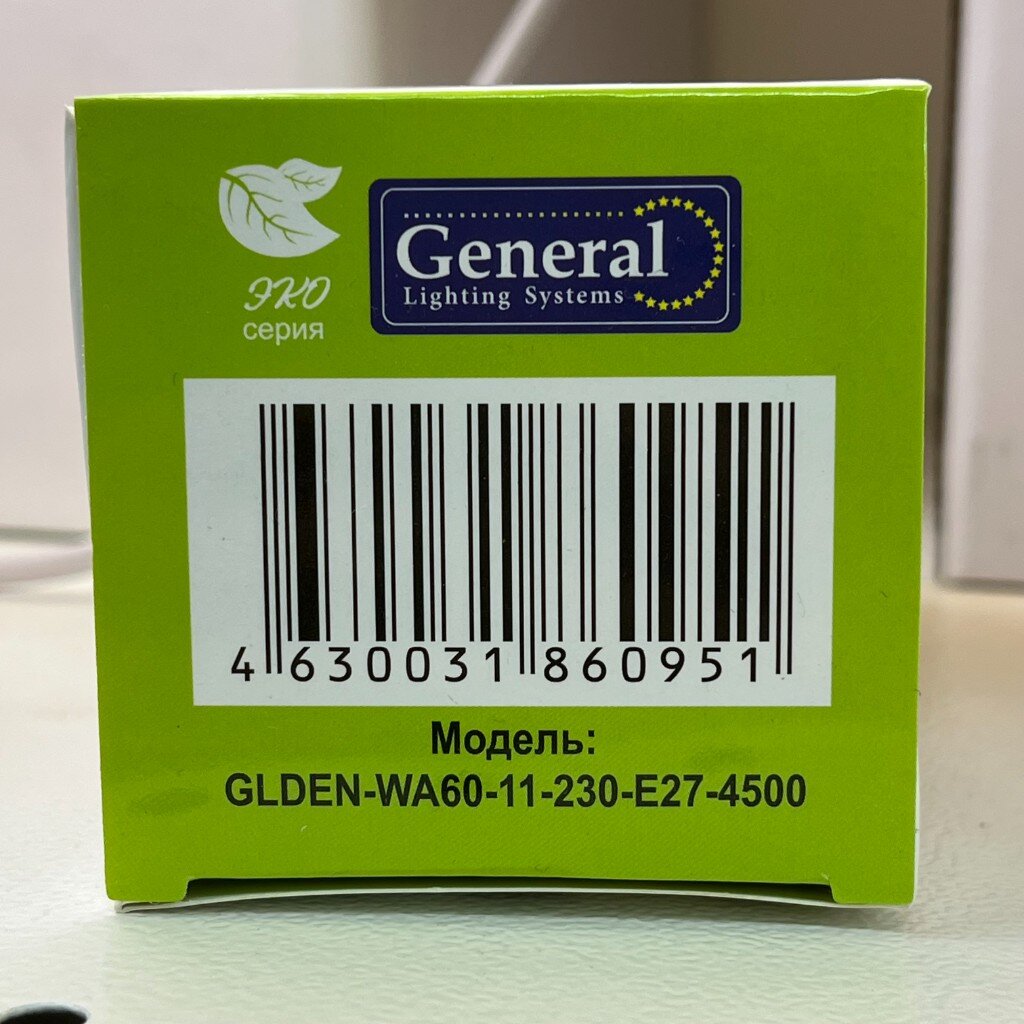 ЭКО
серия
General
Lighting Systems
4 630031 860951
Модель:
GLDEN-WA60-11-230-E27-4500